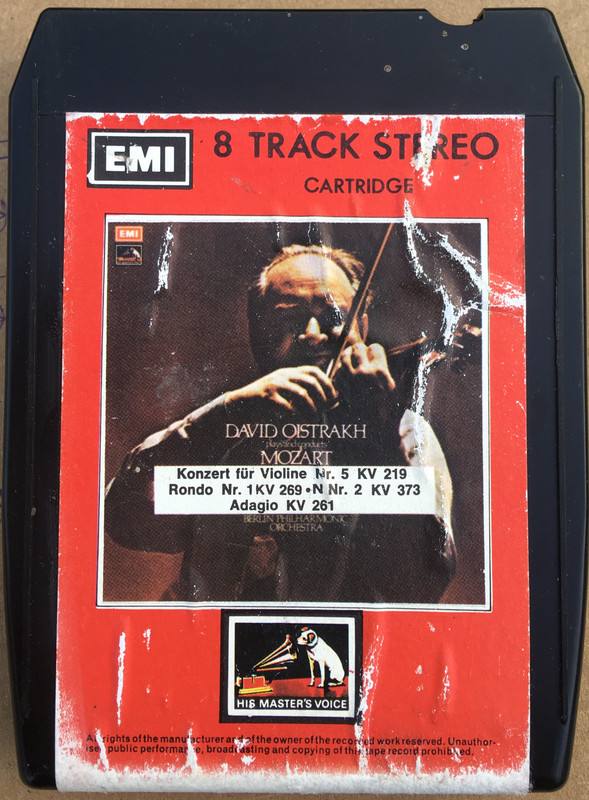 EMI
8 TRACK STEREO
CARTRIDGE
EMI
DAVID OISTRAKH
plays and conducts
MOZART
Konzert für Violine Nr. 5 KV 219
Rondo Nr. 1 KV 269 • N Nr. 2 KV 373
Adagio KV 261
BERLIN PHILHARMONIC
ORCHESTRA
HIS MASTER'S VOICE
All rights of the manufacturer and of the owner of the recorded work reserved. Unauthor-
ised public performance, broadcasting and copying of this tape record prohibited.